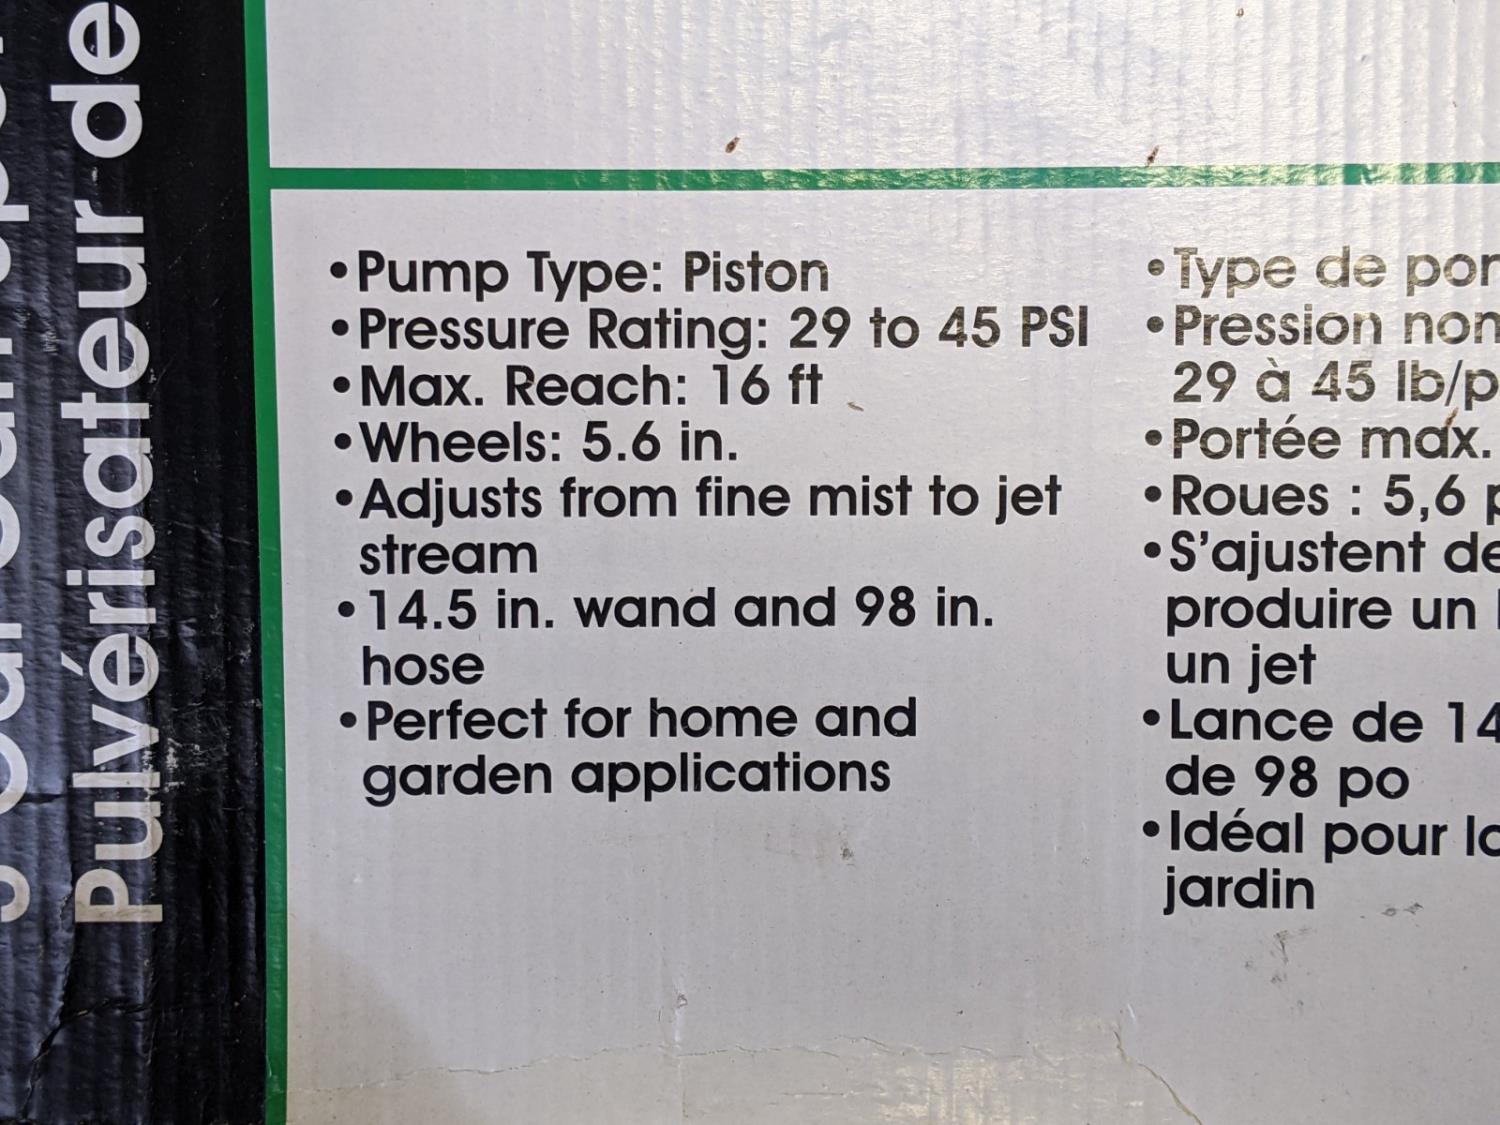 Pulvérisateur de
•Pump Type: Piston
•Pressure Rating: 29 to 45 PSI
•Max. Reach: 16 ft
•Wheels: 5.6 in.
•Adjusts from fine mist to jet
stream
•14.5 in. wand and 98 in.
hose
•Perfect for home and
garden applications
•Type de
•Pression
29 à 45
•Portée max.
•Roues : 5,6
•S'ajustent
produire un
un jet
•Lance de
de 98 po
•Idéal pour
jardin